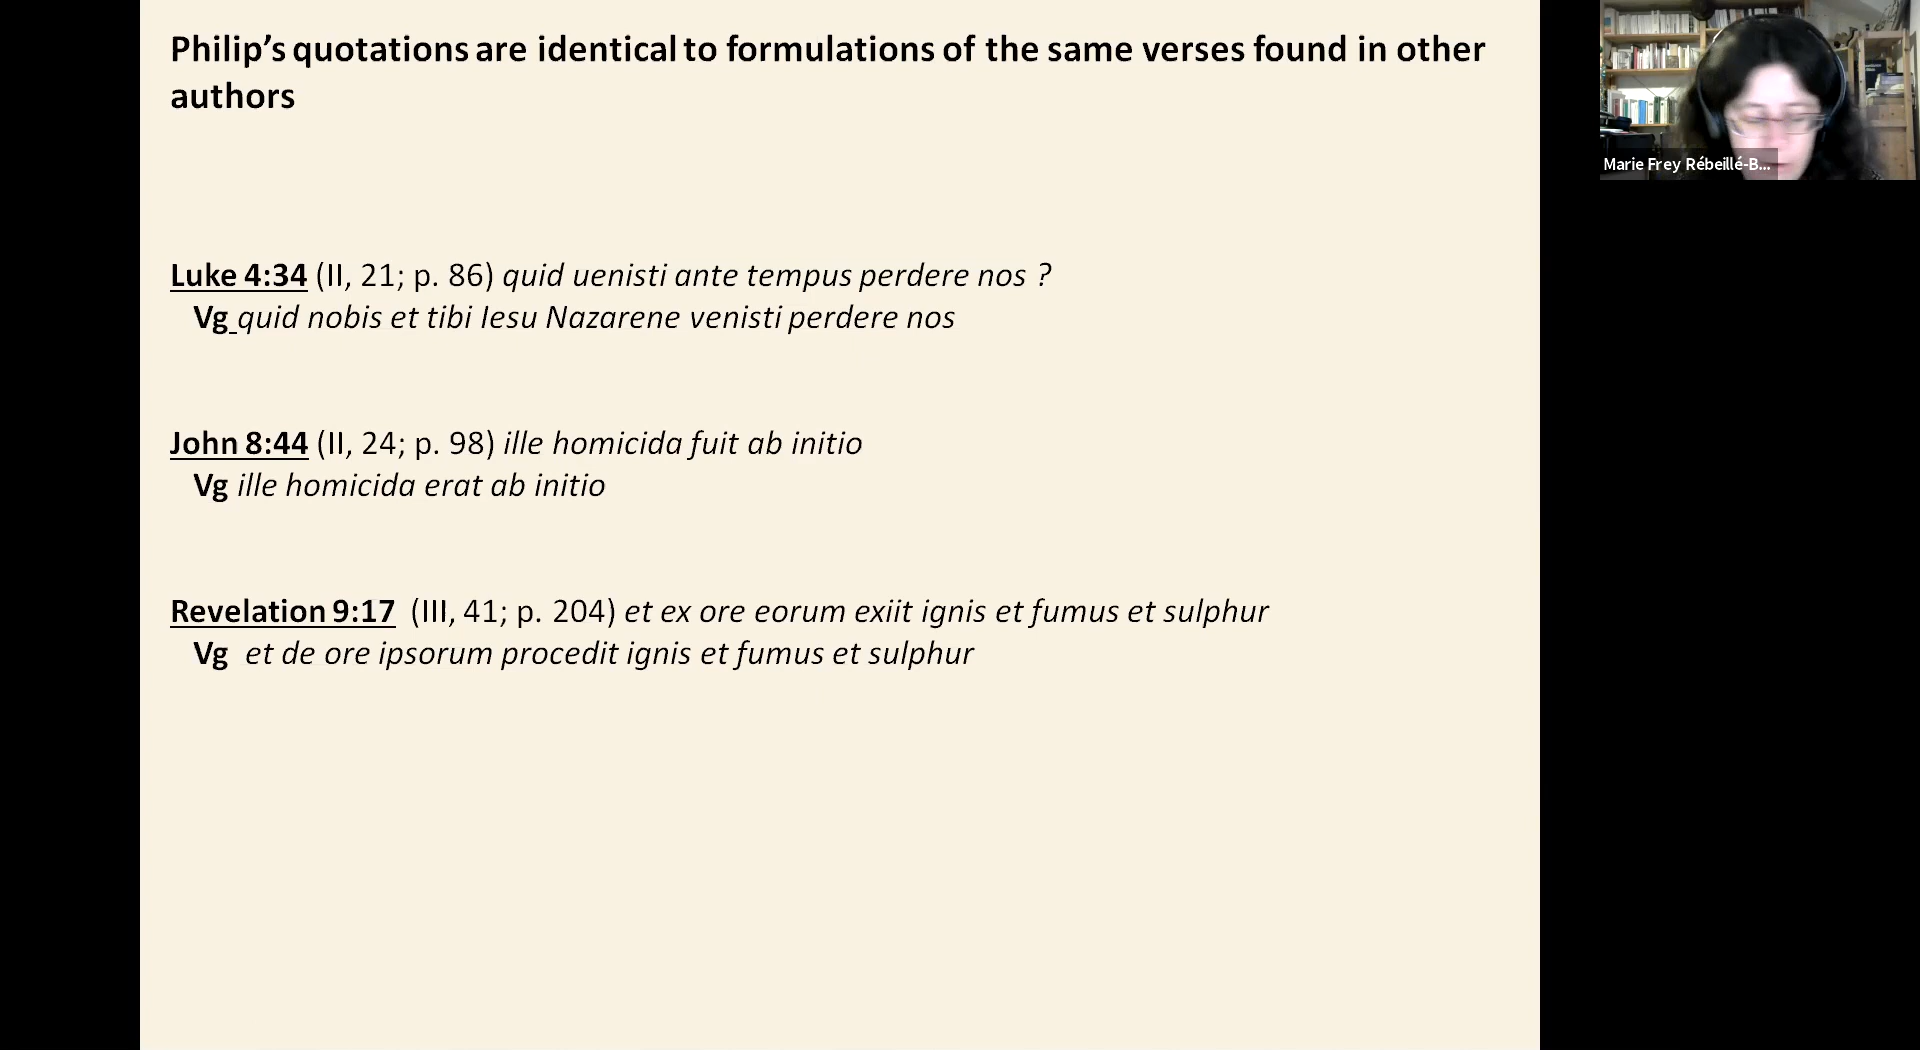 Philip's quotations are identical to formulations of the same verses found in other
authors
Marie Frey Rébeillé-B...
Luke 4:34 (II, 21; p. 86) quid uenisti ante tempus perdere nos ?
Vg quid nobis et tibi Iesu Nazarene venisti perdere nos
John 8:44 (II, 24; p. 98) ille homicida fuit ab initio
Vg ille homicida erat ab initio
Revelation 9:17 (III, 41; p. 204) et ex ore eorum exiit ignis et fumus et sulphur
Vg et de ore ipsorum procedit ignis et fumus et sulphur